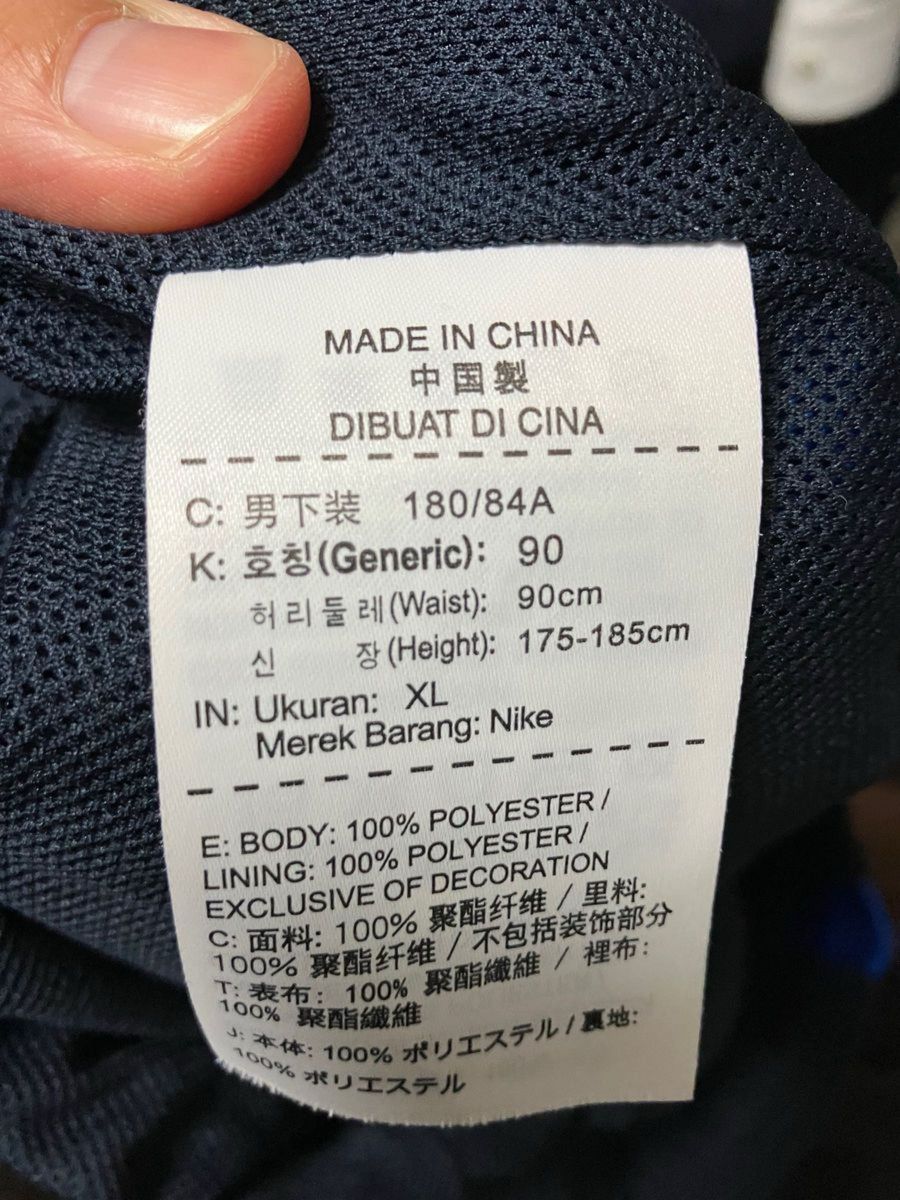 MADE IN CHINA
中国製
DIBUAT DI CINA
C: 男下装 180/84A
K: 호칭(Generic): 90
허리둘레(Waist): 90cm
신 장(Height): 175-185cm
IN: Ukuran: XL
Merek Barang: Nike
E: BODY: 100% POLYESTER /
LINING: 100% POLYESTER /
EXCLUSIVE OF DECORATION
C: 面料: 100% 聚酯纤维 / 里料:
100% 聚酯纤维 / 不包括装饰部分
T: 表布: 100% 聚酯纖維 / 裡布:
100% 聚酯纖維
J: 本体: 100% ポリエステル / 裏地:
100% ポリエステル